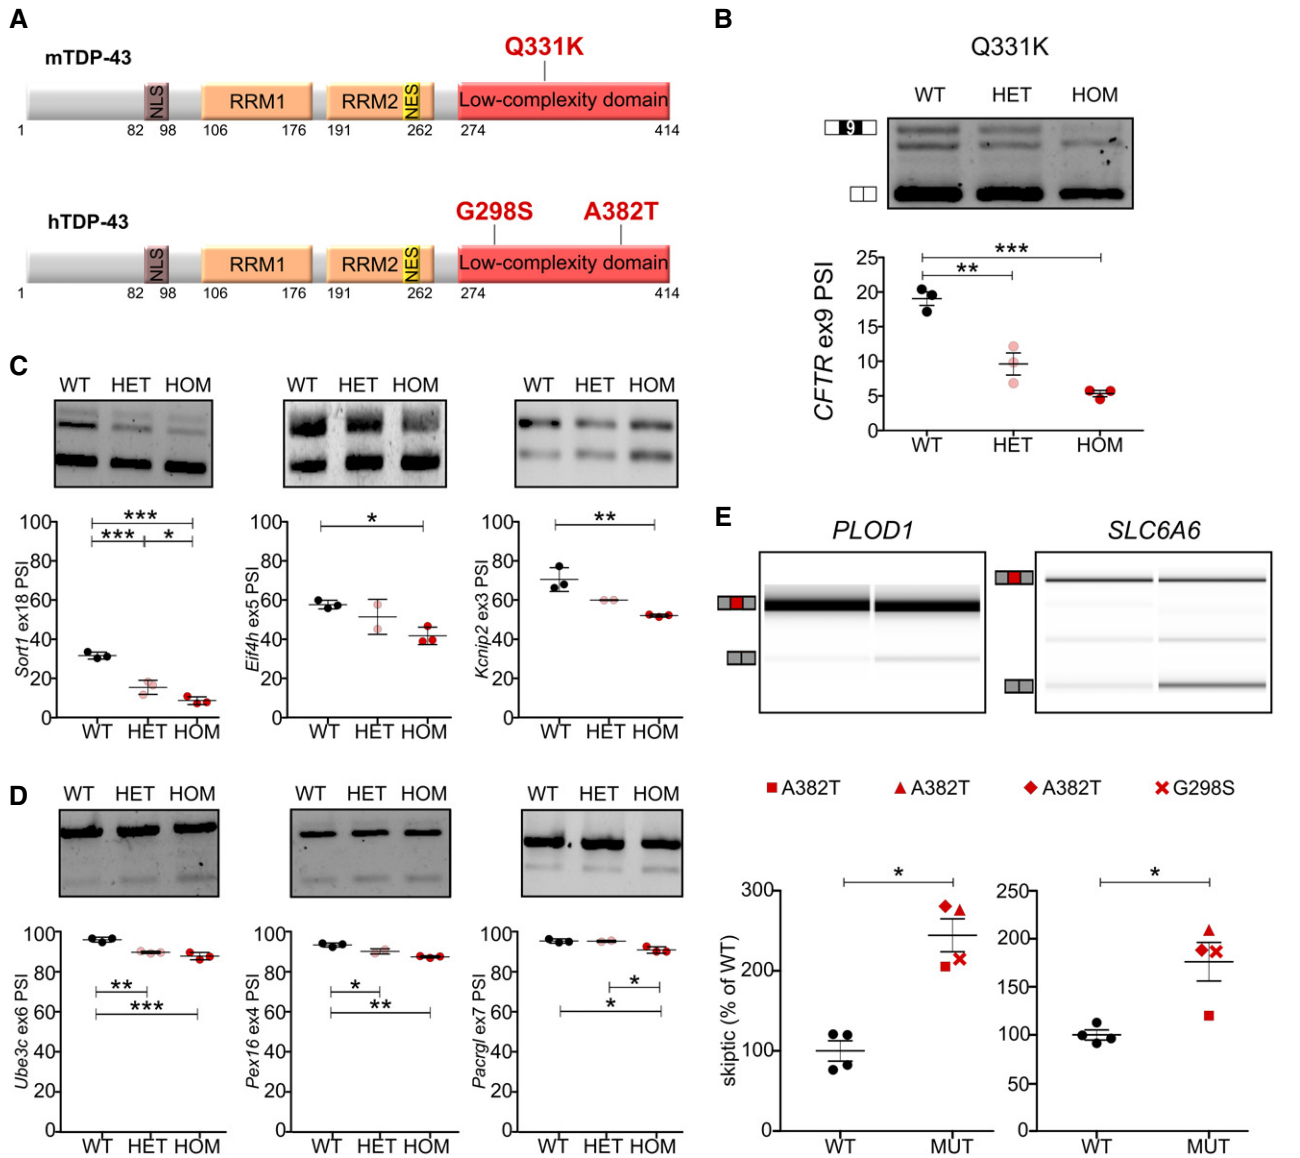 A
mTDP-43
Q331K
NLS
RRM1
RRM2
NES
Low-complexity domain
1
82
98
106
176
191
262
274
414
hTDP-43
G298S
A382T
NLS
RRM1
RRM2
NES
Low-complexity domain
1
82
98
106
176
191
262
274
414
B
Q331K
WT
HET
HOM
9
CFTR ex9 PSI
25
20
15
10
5
0
***
**
WT
HET
HOM
C
WT HET HOM
Sort1 ex18 PSI
100
80
60
40
20
0
***
*** *
WT HET HOM
WT HET HOM
Eif4h ex5 PSI
100
80
60
40
20
0
*
WT HET HOM
WT HET HOM
Kcnip2 ex3 PSI
100
80
60
40
20
0
**
WT HET HOM
D
WT HET HOM
Ube3c ex6 PSI
100
80
60
40
20
0
**
***
WT HET HOM
WT HET HOM
Pex16 ex4 PSI
100
80
60
40
20
0
*
**
WT HET HOM
WT HET HOM
Pacrgl ex7 PSI
100
80
60
40
20
0
*
*
WT HET HOM
E
PLOD1
SLC6A6
A382T
A382T
A382T
G298S
skiptic (% of WT)
300
200
100
0
*
WT
MUT
250
200
150
100
50
0
*
WT
MUT